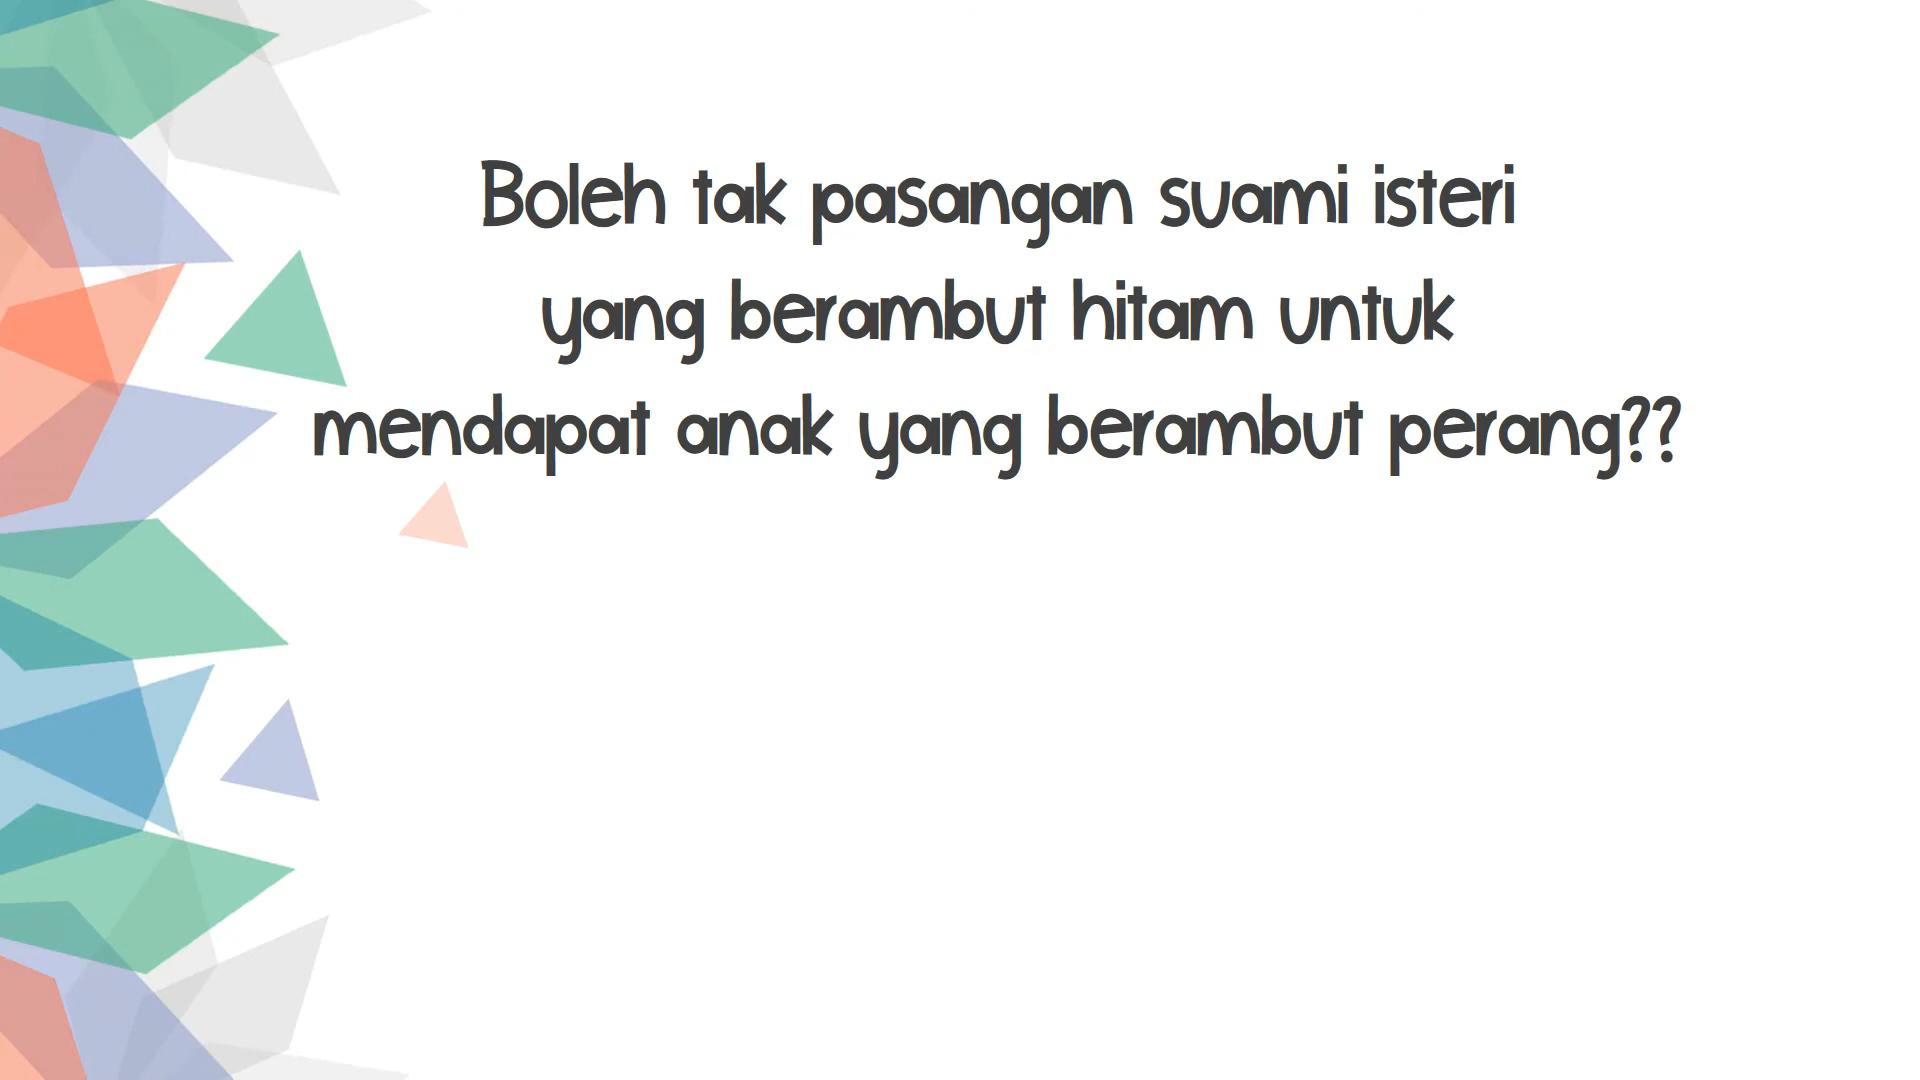 Boleh tak pasangan suami isteri
yang berambut hitam untuk
mendapat anak yang berambut perang??